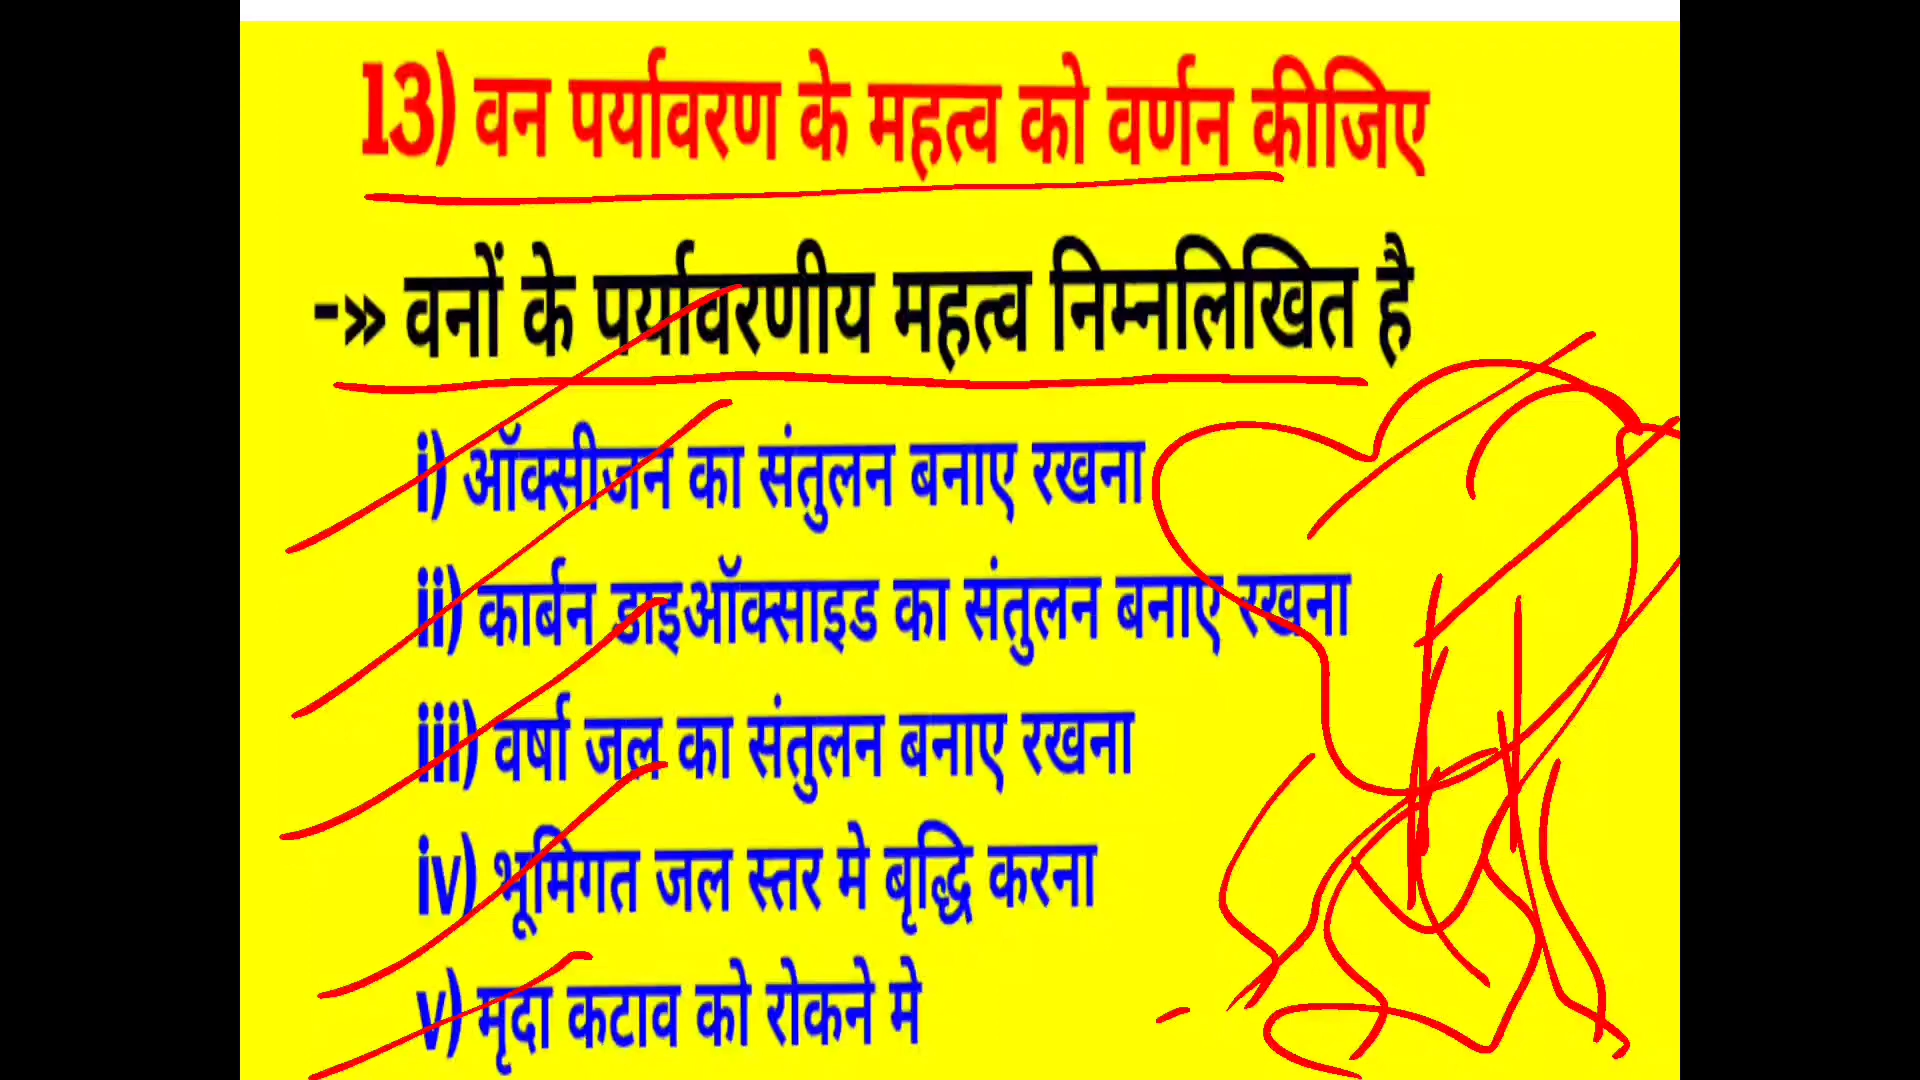 13) वन पर्यावरण के महत्व को वर्णन कीजिए
-» वनों के पर्यावरणीय महत्व निम्नलिखित है
i) ऑक्सीजन का संतुलन बनाए रखना
ii) कार्बन डाइऑक्साइड का संतुलन बनाए रखना
iii) वर्षा जल का संतुलन बनाए रखना
iv) भूमिगत जल स्तर मे बृद्धि करना
v) मृदा कटाव को रोकने मे